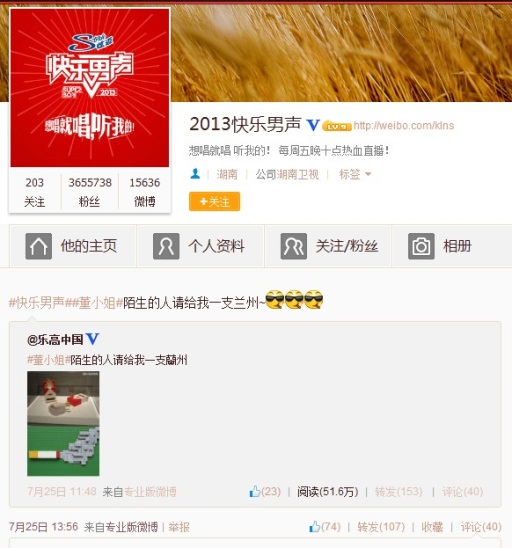 快乐男声
SUPER BOY 2013
想唱就唱,听我的!
2013快乐男声
http://weibo.com/klns
想唱就唱 听我的! 每周五晚十点热血直播!
湖南 公司湖南卫视 标签
+关注
203 3655738 15636
关注 粉丝 微博
他的主页 个人资料 关注/粉丝 相册
#快乐男声##董小姐#陌生的人请给我一支兰州~
@乐高中国
#董小姐#陌生的人请给我一支蘭州
7月25日 11:48 来自专业版微博 (23) | 阅读(51.6万) | 转发(153) | 评论(40)
7月25日 13:56 来自专业版微博 | 举报 (74) | 转发(107) | 收藏 | 评论(40)